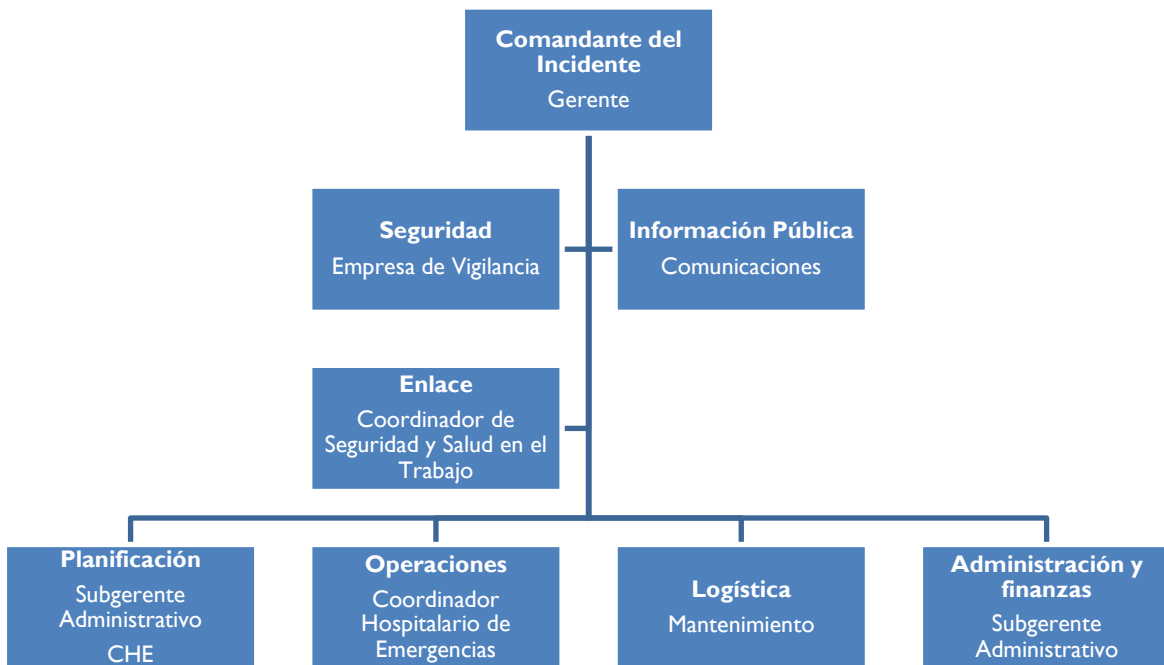 Comandante del
Incidente
Gerente
Seguridad
Empresa de Vigilancia
Información Pública
Comunicaciones
Enlace
Coordinador de
Seguridad y Salud en el
Trabajo
Planificación
Subgerente
Administrativo
CHE
Operaciones
Coordinador
Hospitalario de
Emergencias
Logística
Mantenimiento
Administración y
finanzas
Subgerente
Administrativo